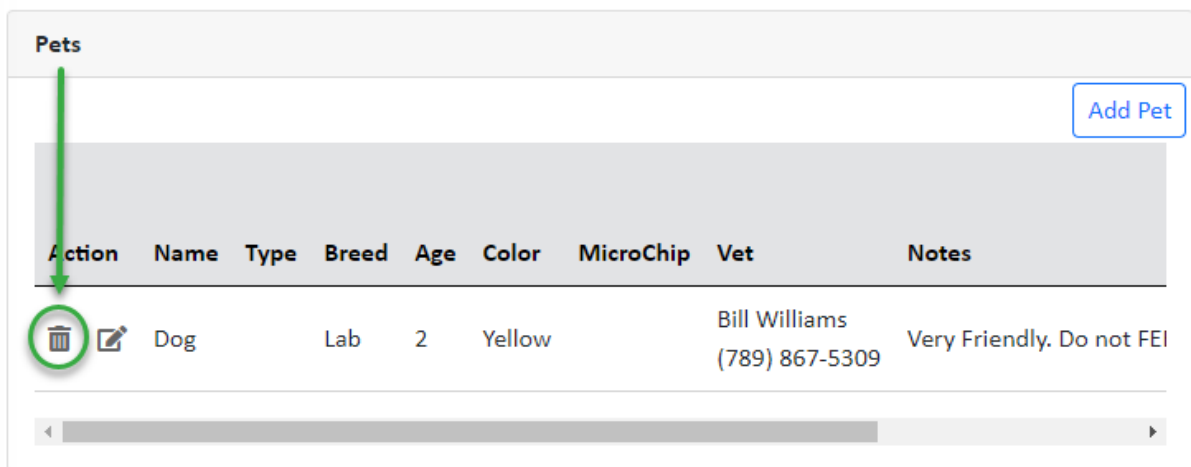 Pets
Add Pet
Action Name Type Breed Age Color MicroChip Vet Notes
Dog Lab 2 Yellow Bill Williams Very Friendly. Do not
(789) 867-5309